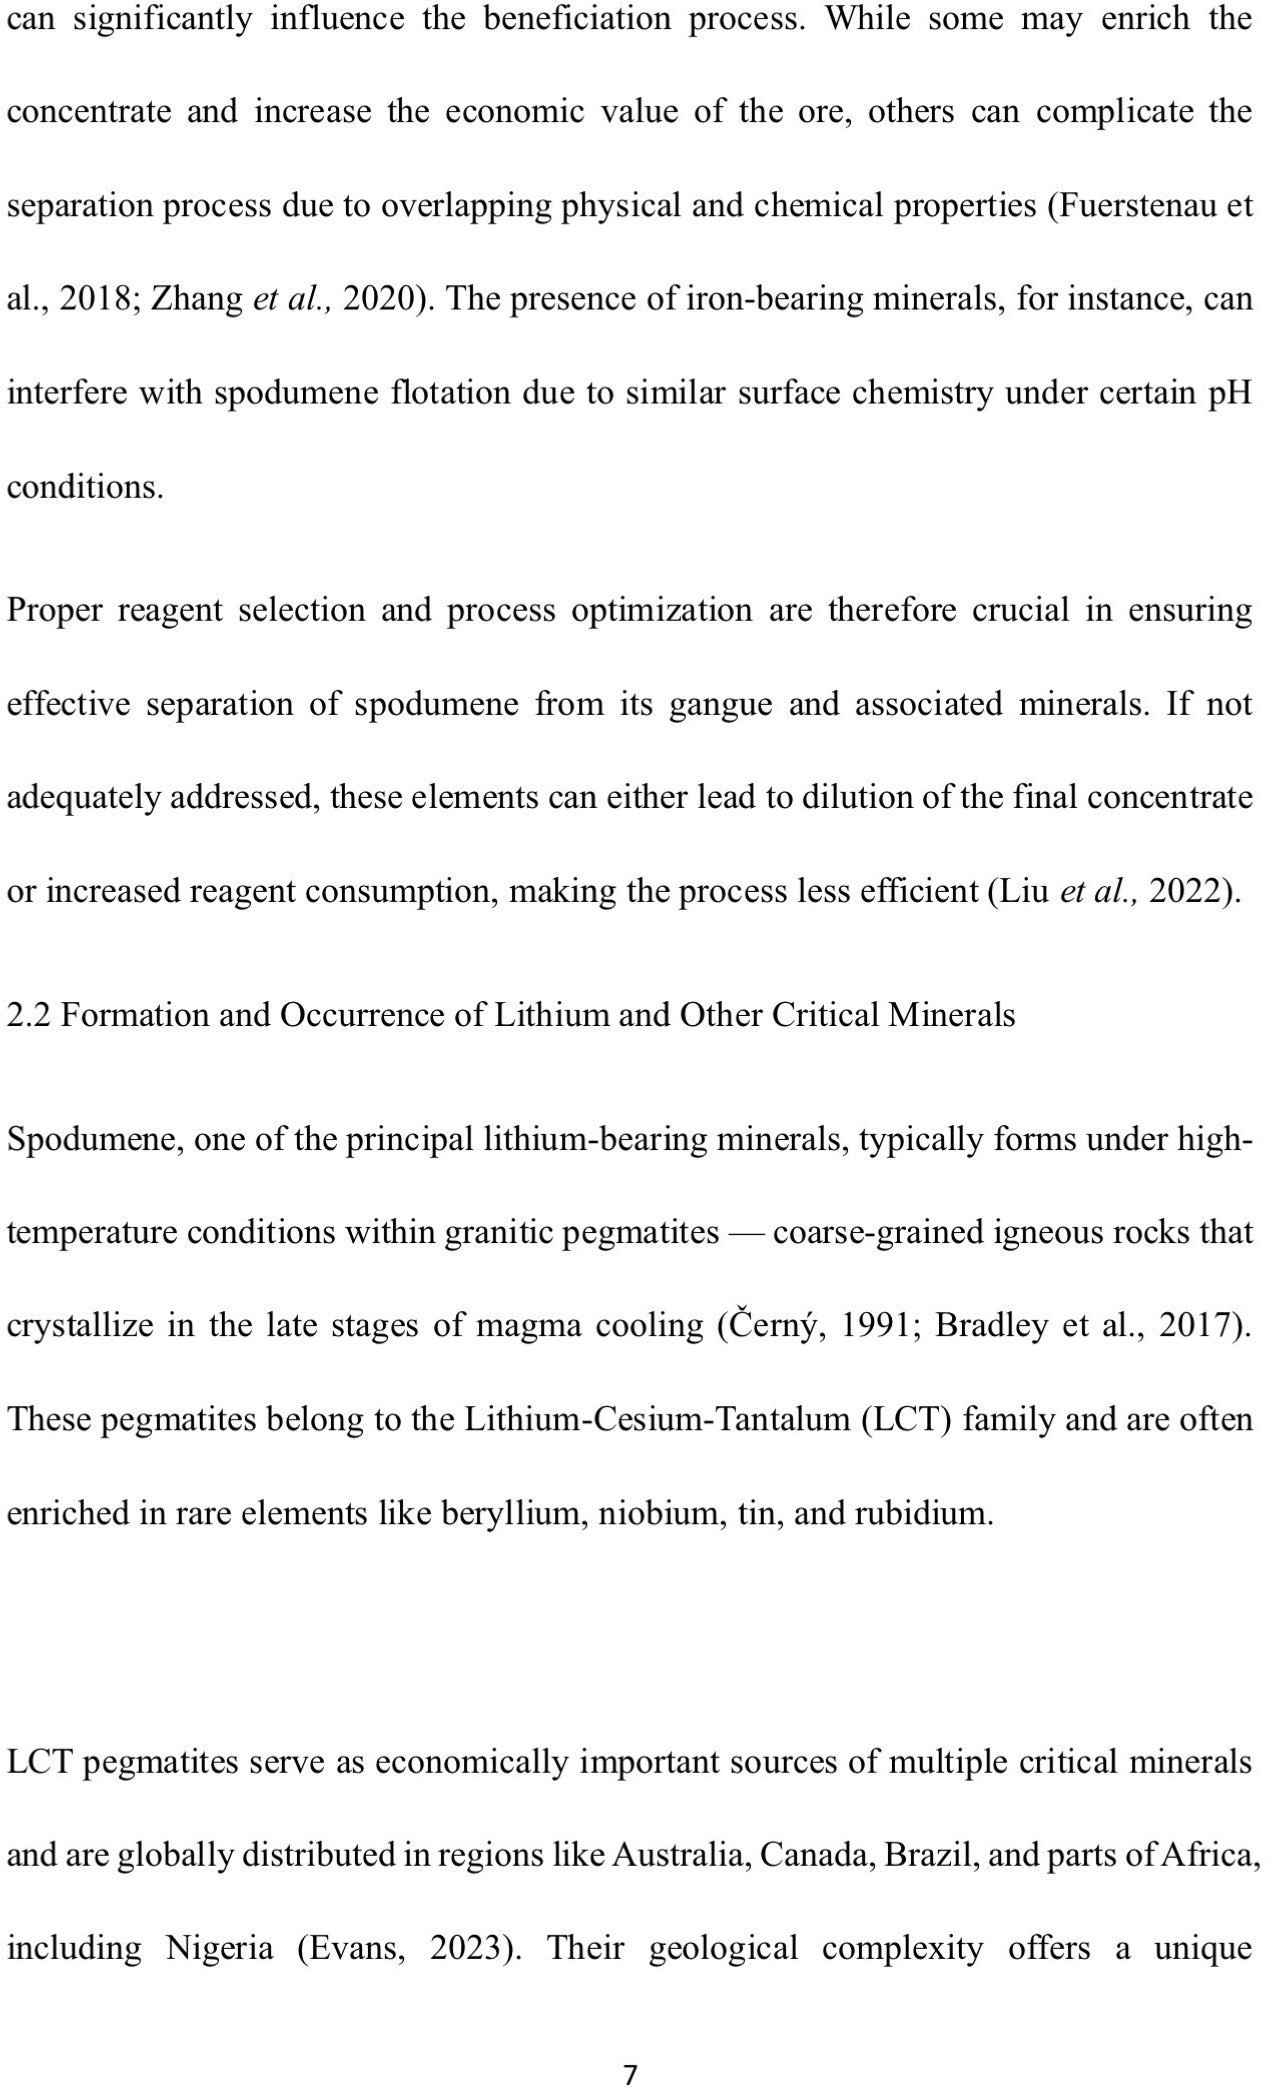 can significantly influence the beneficiation process. While some may enrich the
concentrate and increase the economic value of the ore, others can complicate the
separation process due to overlapping physical and chemical properties (Fuerstenau et
al., 2018; Zhang et al., 2020). The presence of iron-bearing minerals, for instance, can
interfere with spodumene flotation due to similar surface chemistry under certain pH
conditions.
Proper reagent selection and process optimization are therefore crucial in ensuring
effective separation of spodumene from its gangue and associated minerals. If not
adequately addressed, these elements can either lead to dilution of the final concentrate
or increased reagent consumption, making the process less efficient (Liu et al., 2022).
2.2 Formation and Occurrence of Lithium and Other Critical Minerals
Spodumene, one of the principal lithium-bearing minerals, typically forms under high-
temperature conditions within granitic pegmatites — coarse-grained igneous rocks that
crystallize in the late stages of magma cooling (Černý, 1991; Bradley et al., 2017).
These pegmatites belong to the Lithium-Cesium-Tantalum (LCT) family and are often
enriched in rare elements like beryllium, niobium, tin, and rubidium.
LCT pegmatites serve as economically important sources of multiple critical minerals
and are globally distributed in regions like Australia, Canada, Brazil, and parts of Africa,
including Nigeria (Evans, 2023). Their geological complexity offers a unique
7